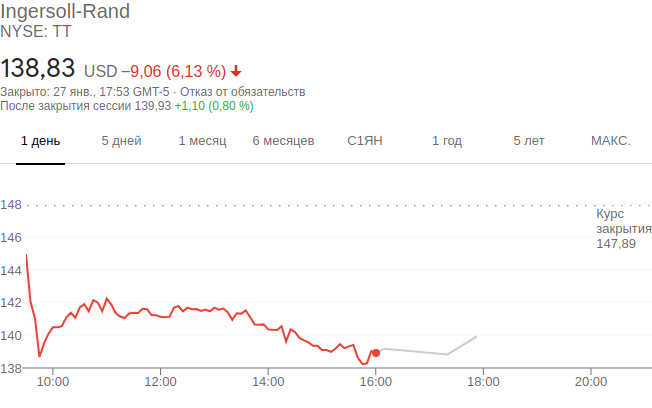 Ingersoll-Rand
NYSE: TT
138,83 USD −9,06 (6,13 %)
Закрыто: 27 янв., 17:53 GMT-5 · Отказ от обязательств
После закрытия сессии 139,93 +1,10 (0,80 %)
1 день 5 дней 1 месяц 6 месяцев С1ЯН 1 год 5 лет МАКС.
148
Курс
закрытия
147,89
146
144
142
140
138
10:00 12:00 14:00 16:00 18:00 20:00